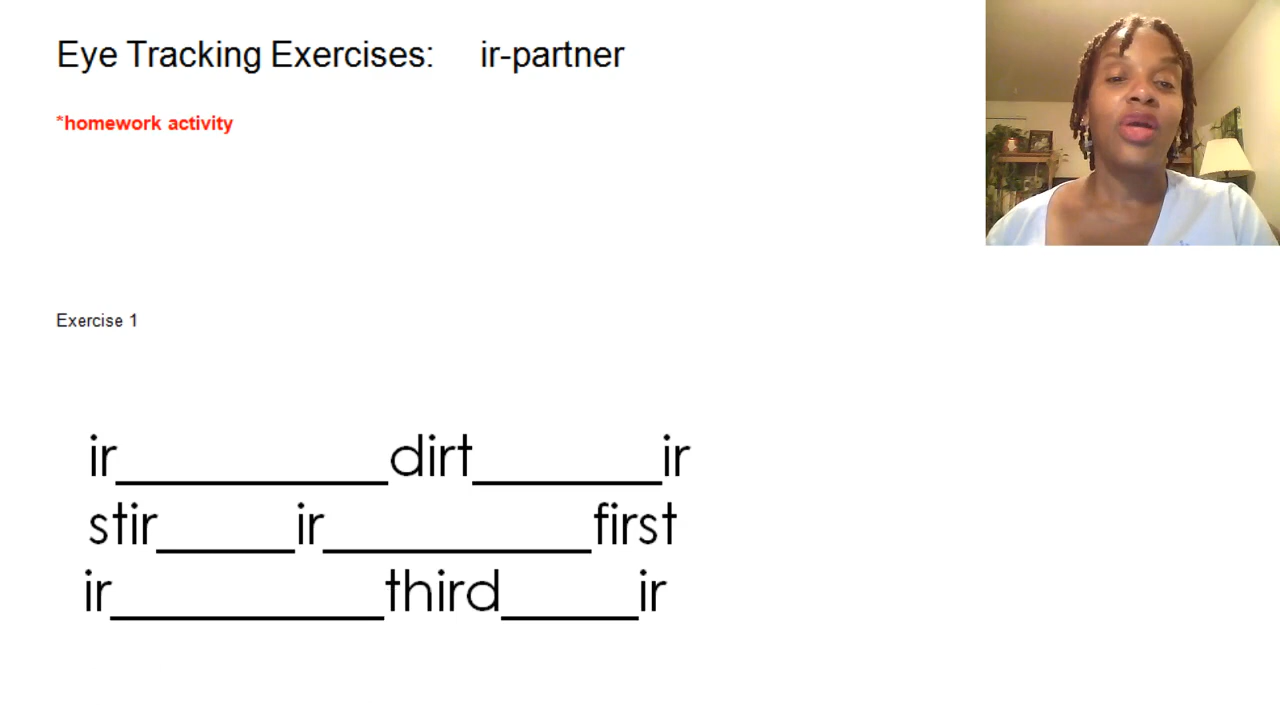 Eye Tracking Exercises: ir-partner
*homework activity
Exercise 1
ir__________dirt_______ir
stir_____ir__________first
ir__________third_____ir